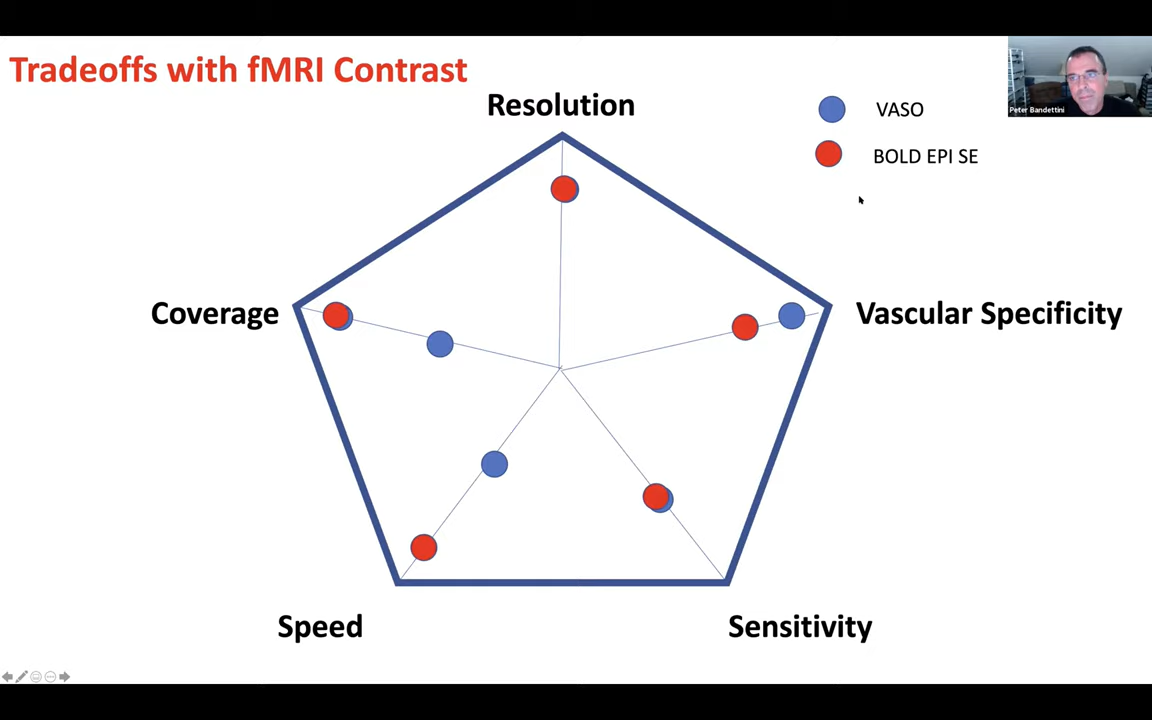 Tradeoffs with fMRI Contrast
Resolution
VASO
BOLD EPI SE
Peter Bandettini
Coverage
Vascular Specificity
Speed
Sensitivity